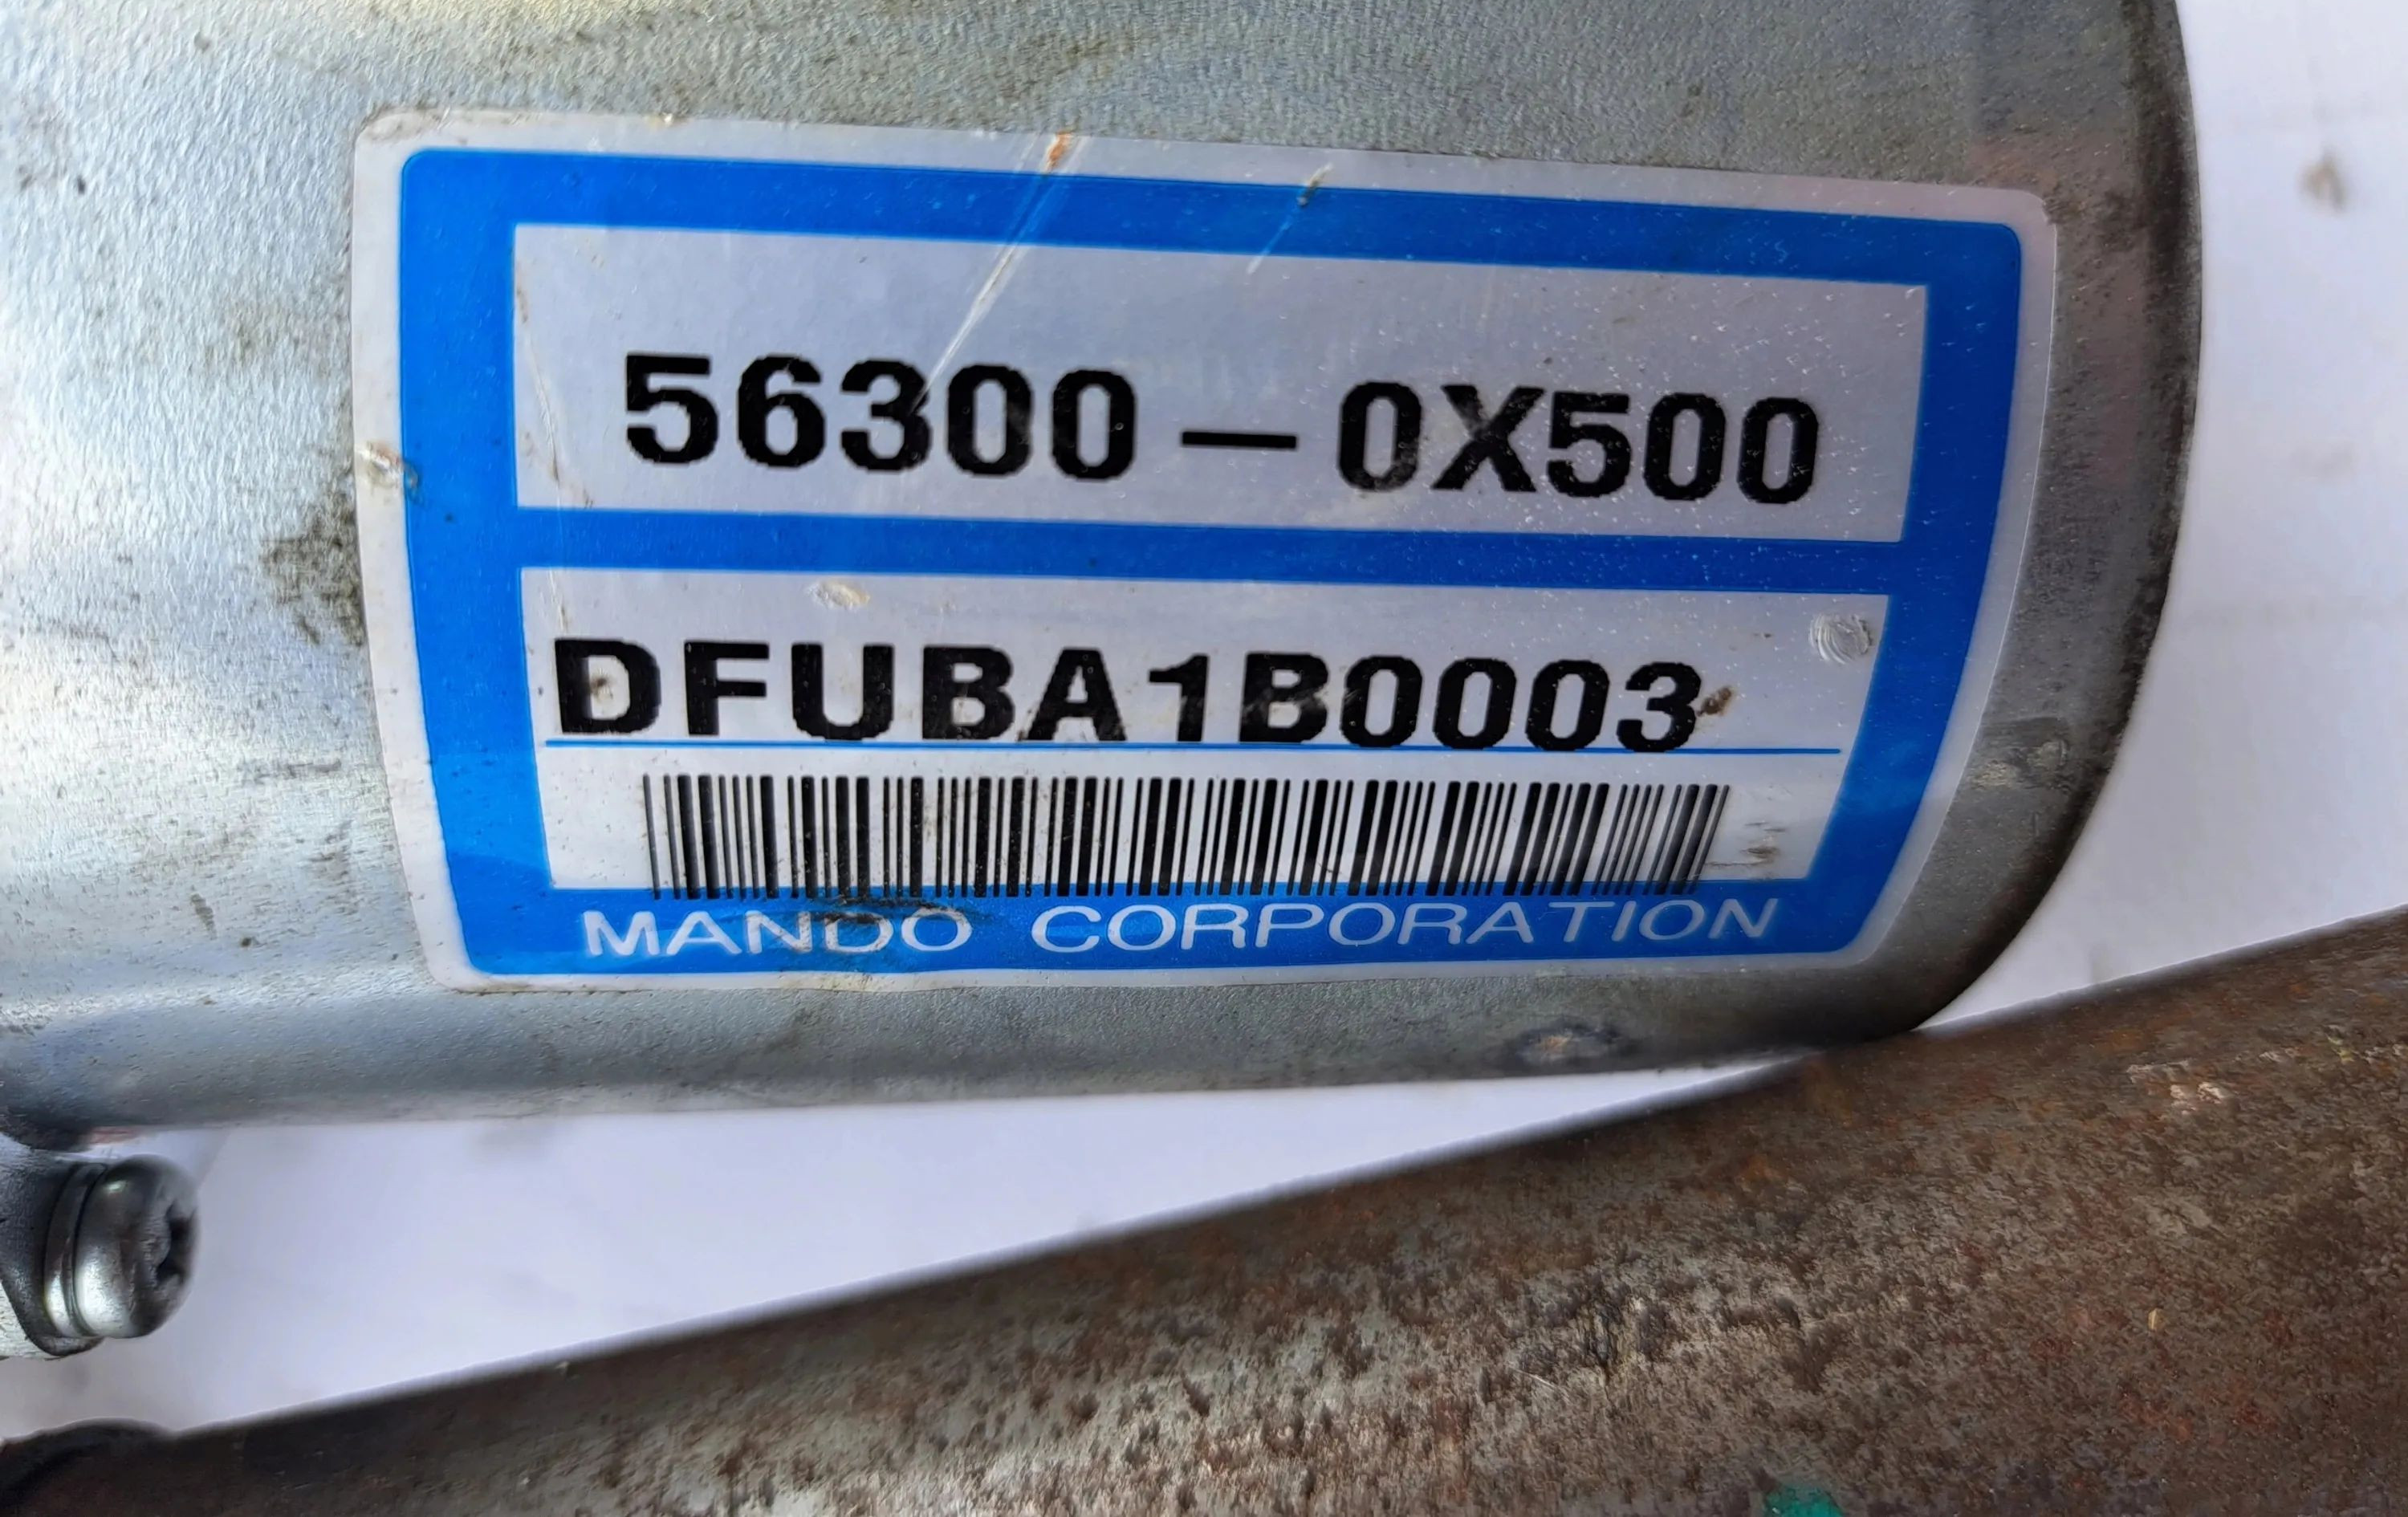 56300-0X500
DFUBA1B0003
MANDO CORPORATION